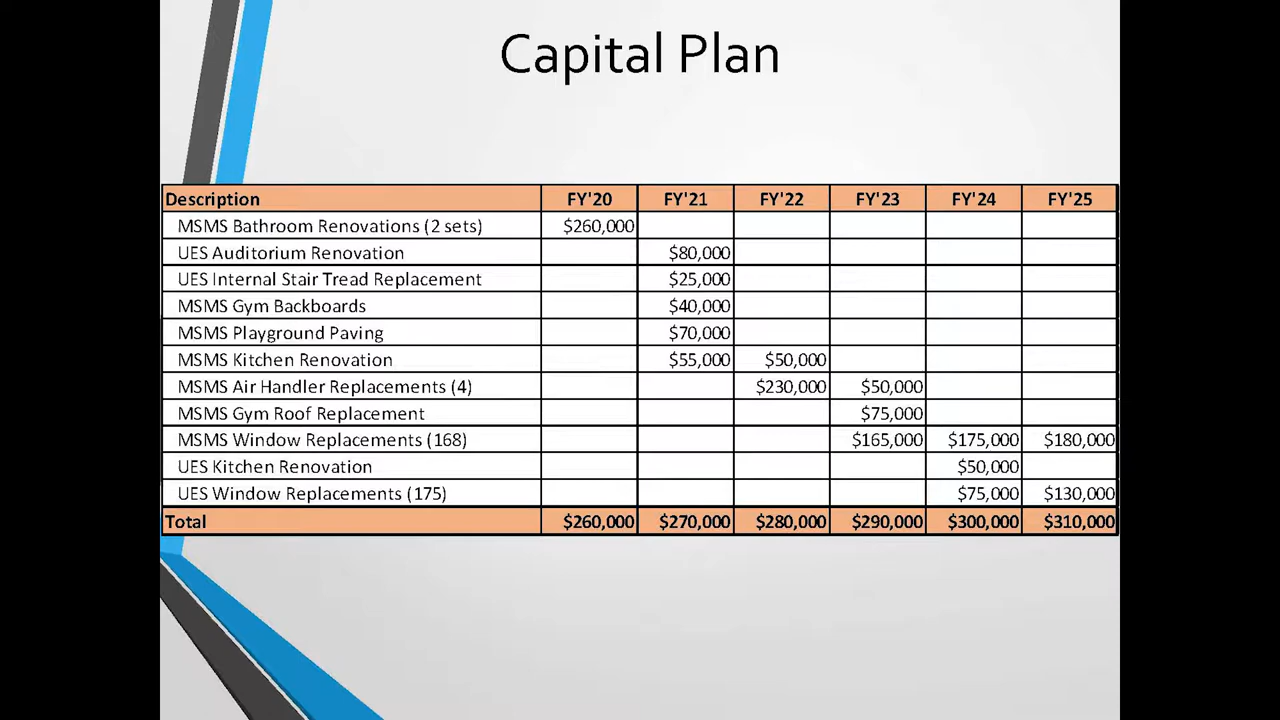 Capital Plan
Description FY'20 FY'21 FY'22 FY'23 FY'24 FY'25
MSMS Bathroom Renovations (2 sets) $260,000
UES Auditorium Renovation $80,000
UES Internal Stair Tread Replacement $25,000
MSMS Gym Backboards $40,000
MSMS Playground Paving $70,000
MSMS Kitchen Renovation $55,000 $50,000
MSMS Air Handler Replacements (4) $230,000 $50,000
MSMS Gym Roof Replacement $75,000
MSMS Window Replacements (168) $165,000 $175,000 $180,000
UES Kitchen Renovation $50,000
UES Window Replacements (175) $75,000 $130,000
Total $260,000 $270,000 $280,000 $290,000 $300,000 $310,000